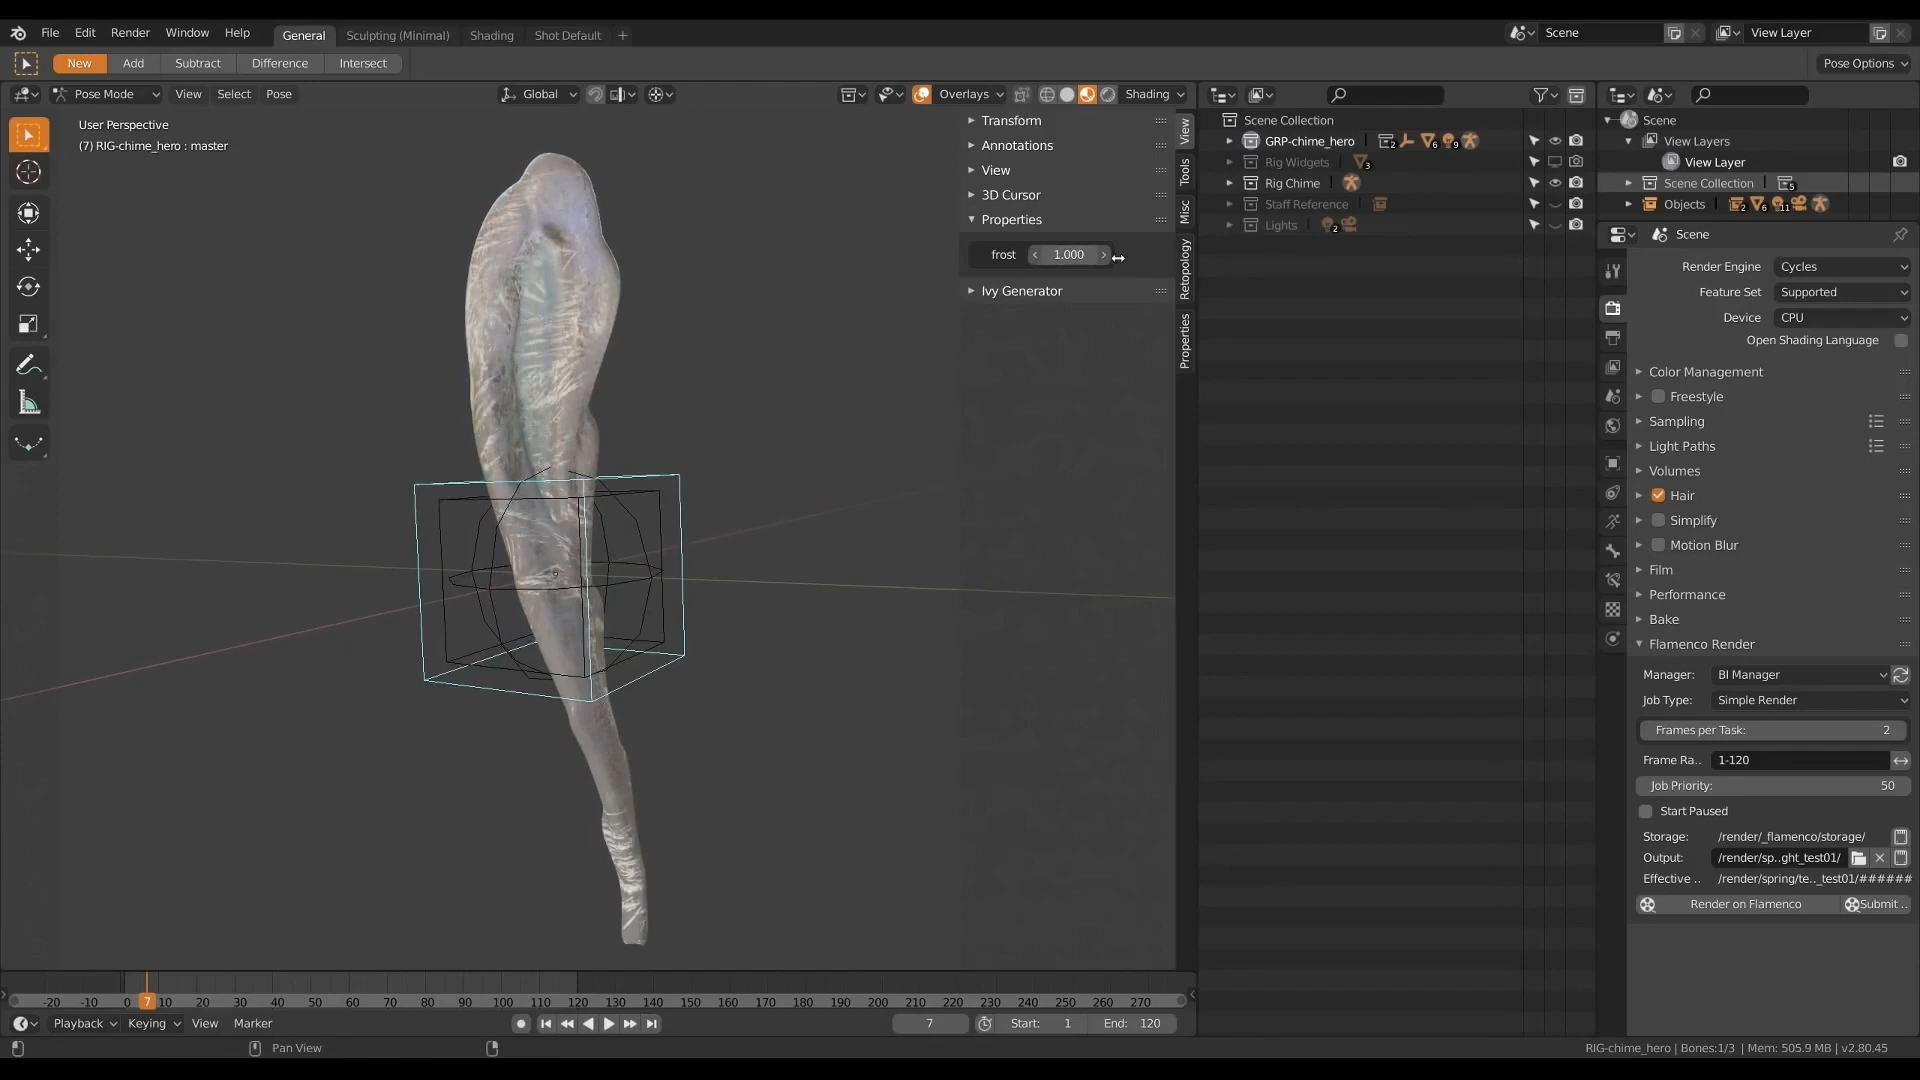 File Edit Render Window Help General Sculpting (Minimal) Shading Shot Default + Scene View Layer
New Add Subtract Difference Intersect Pose Options
Pose Mode View Select Pose Global Overlays Shading
User Perspective
(7) RIG-chime_hero : master
Transform
Annotations
View
3D Cursor
Properties
frost 1.000
Ivy Generator
View
Tools
Misc
Retopology
Properties
Scene Collection
GRP-chime_hero 2 6 9
Rig Widgets 3
Rig Chime
Staff Reference
Lights 2
Scene
View Layers
View Layer
Scene Collection 5
Objects 2 6 11
Scene
Render Engine Cycles
Feature Set Supported
Device CPU
Open Shading Language
Color Management
Freestyle
Sampling
Light Paths
Volumes
Hair
Simplify
Motion Blur
Film
Performance
Bake
Flamenco Render
Manager: BI Manager
Job Type: Simple Render
Frames per Task: 2
Frame Ra.. 1-120
Job Priority: 50
Start Paused
Storage: /render/_flamenco/storage/
Output: /render/sp..ght_test01/
Effective .. /render/spring/te.._test01/######
Render on Flamenco Submit ..
-20 -10 0 7 10 20 30 40 50 60 70 80 90 100 110 120 130 140 150 160 170 180 190 200 210 220 230 240 250 260 270
Playback Keying View Marker 7 Start: 1 End: 120
Pan View RIG-chime_hero | Bones:1/3 | Mem: 505.9 MB | v2.80.45